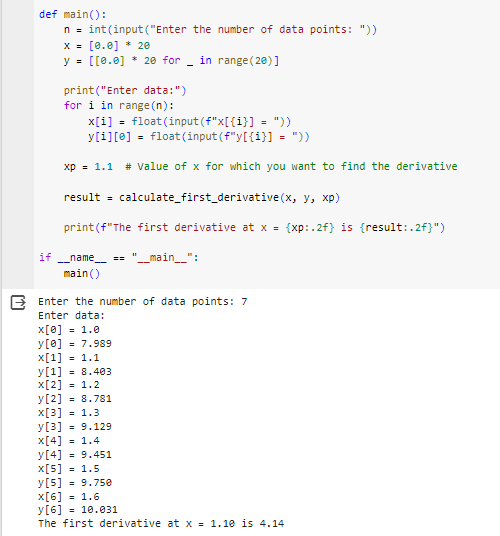 def main():
    n = int(input("Enter the number of data points: "))
    x = [0.0] * 20
    y = [[0.0] * 20 for _ in range(20)]

    print("Enter data:")
    for i in range(n):
        x[i] = float(input(f"x[{i}] = "))
        y[i][0] = float(input(f"y[{i}] = "))

    xp = 1.1  # Value of x for which you want to find the derivative

    result = calculate_first_derivative(x, y, xp)

    print(f"The first derivative at x = {xp:.2f} is {result:.2f}")

if __name__ == "__main__":
    main()
Enter the number of data points: 7
Enter data:
x[0] = 1.0
y[0] = 7.989
x[1] = 1.1
y[1] = 8.403
x[2] = 1.2
y[2] = 8.781
x[3] = 1.3
y[3] = 9.129
x[4] = 1.4
y[4] = 9.451
x[5] = 1.5
y[5] = 9.750
x[6] = 1.6
y[6] = 10.031
The first derivative at x = 1.10 is 4.14